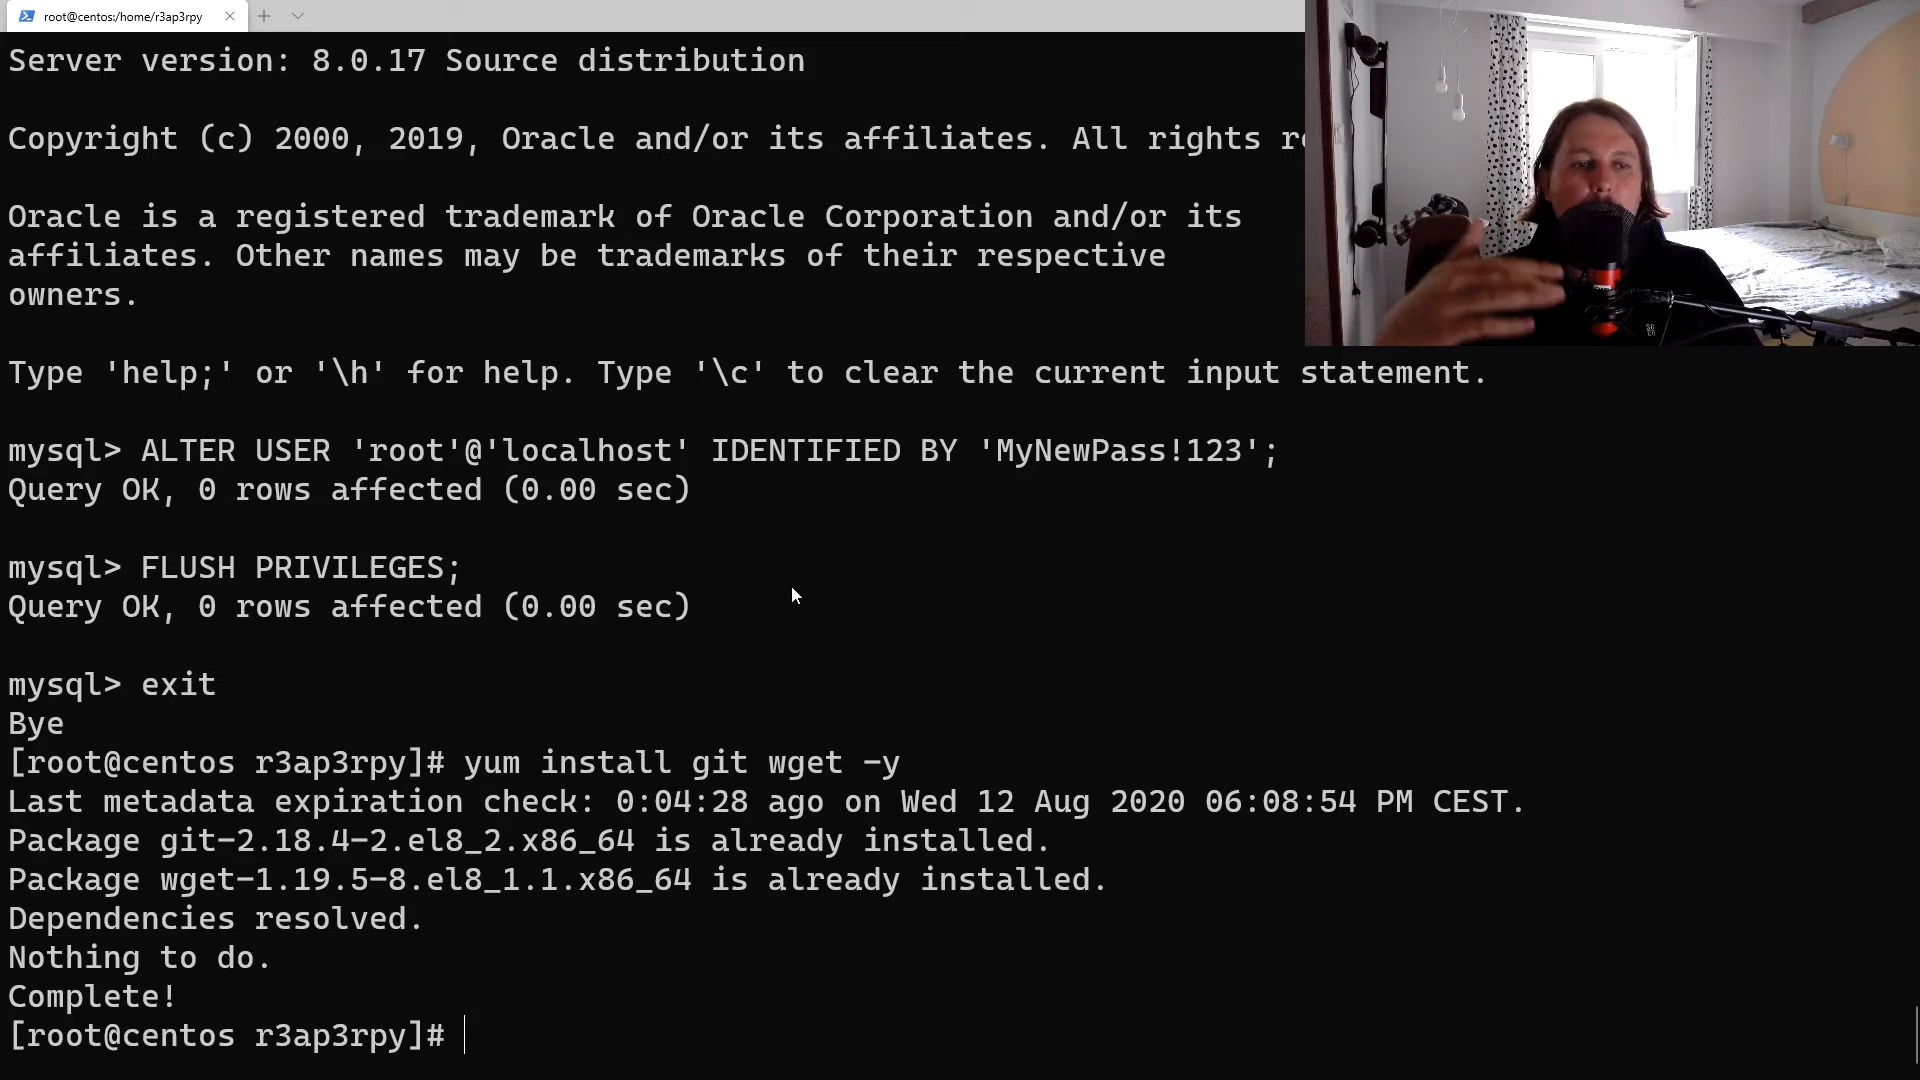 root@centos:/home/r3ap3rpy
Server version: 8.0.17 Source distribution
Copyright (c) 2000, 2019, Oracle and/or its affiliates. All rights
Oracle is a registered trademark of Oracle Corporation and/or its
affiliates. Other names may be trademarks of their respective
owners.
Type 'help;' or '\h' for help. Type '\c' to clear the current input statement.
mysql> ALTER USER 'root'@'localhost' IDENTIFIED BY 'MyNewPass!123';
Query OK, 0 rows affected (0.00 sec)
mysql> FLUSH PRIVILEGES;
Query OK, 0 rows affected (0.00 sec)
mysql> exit
Bye
[root@centos r3ap3rpy]# yum install git wget -y
Last metadata expiration check: 0:04:28 ago on Wed 12 Aug 2020 06:08:54 PM CEST.
Package git-2.18.4-2.el8_2.x86_64 is already installed.
Package wget-1.19.5-8.el8_1.1.x86_64 is already installed.
Dependencies resolved.
Nothing to do.
Complete!
[root@centos r3ap3rpy]#